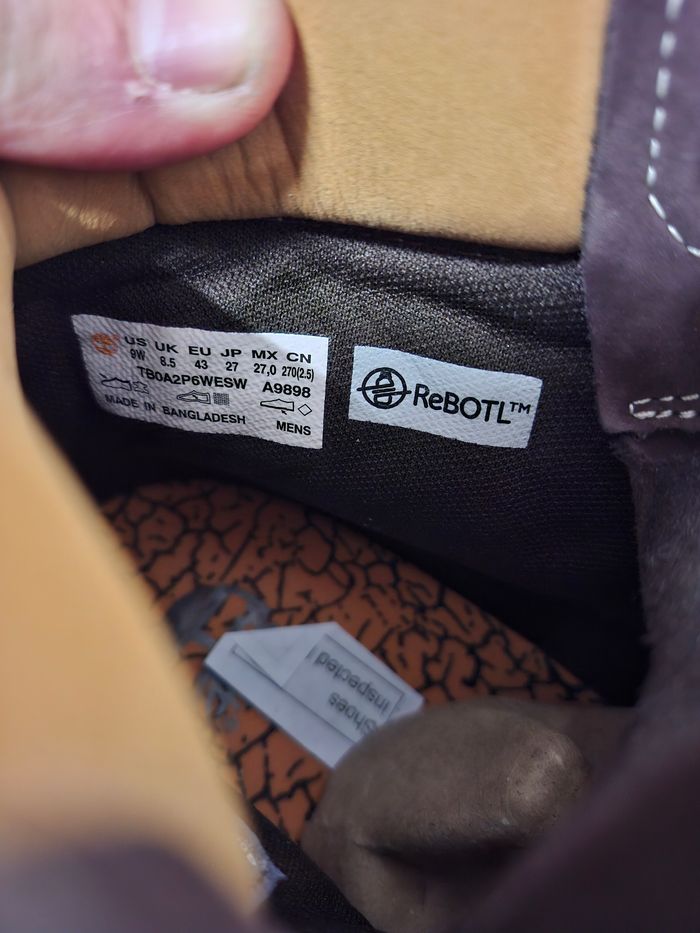 US UK EU JP MX CN
9W 8.5 43 27 27,0 270(2.5)
TB0A2P6WESW A9898
MADE IN BANGLADESH
MENS
ReBOTL™
Shoes
inspected